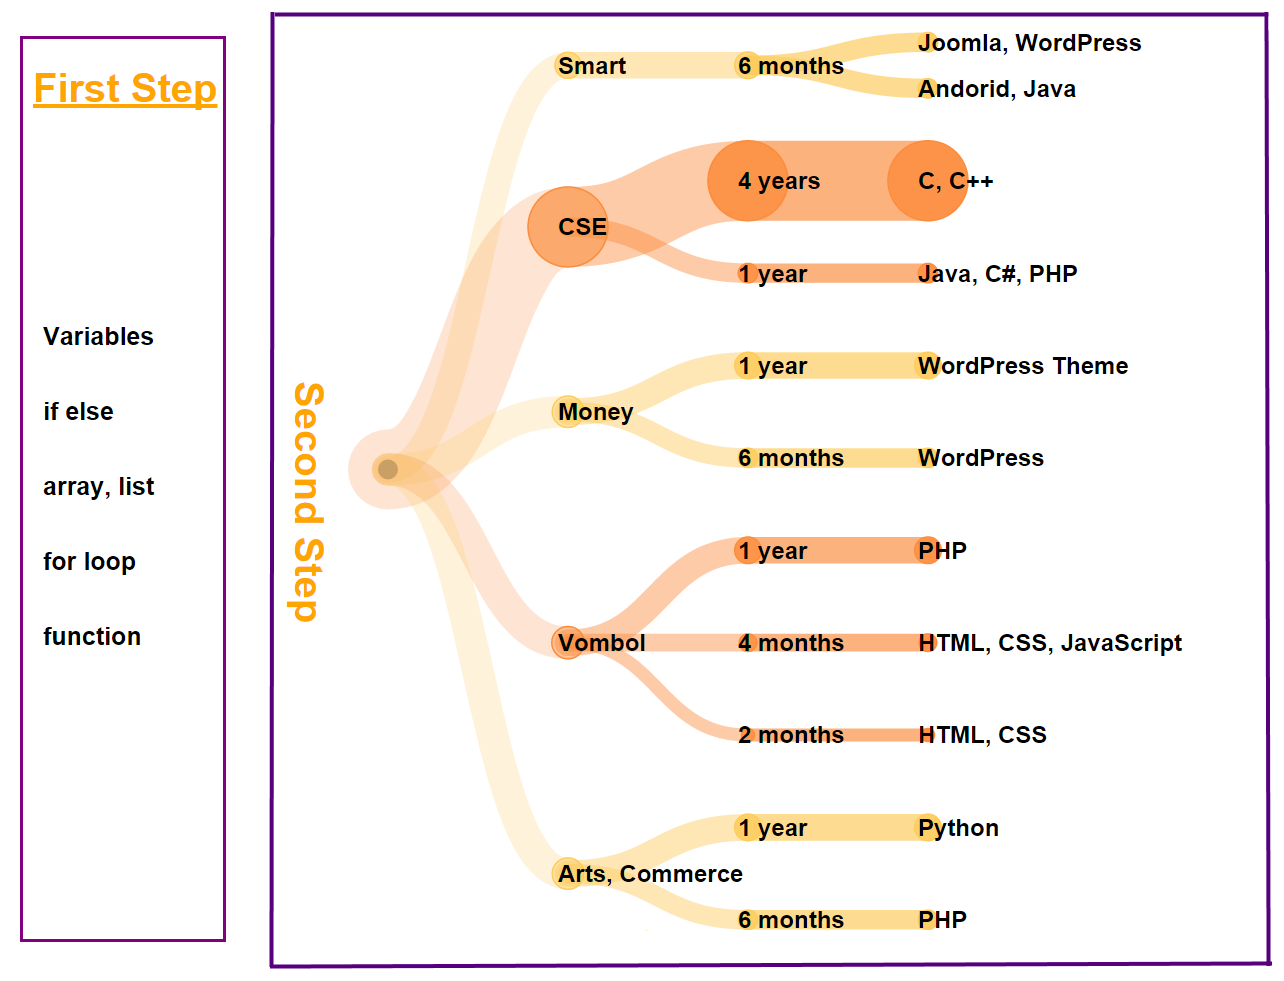 First Step
Variables
if else
array, list
for loop
function
Second Step
Smart
6 months
Joomla, WordPress
Andorid, Java
CSE
4 years
C, C++
1 year
Java, C#, PHP
Money
1 year
WordPress Theme
6 months
WordPress
Vombol
1 year
PHP
4 months
HTML, CSS, JavaScript
2 months
HTML, CSS
Arts, Commerce
1 year
Python
6 months
PHP